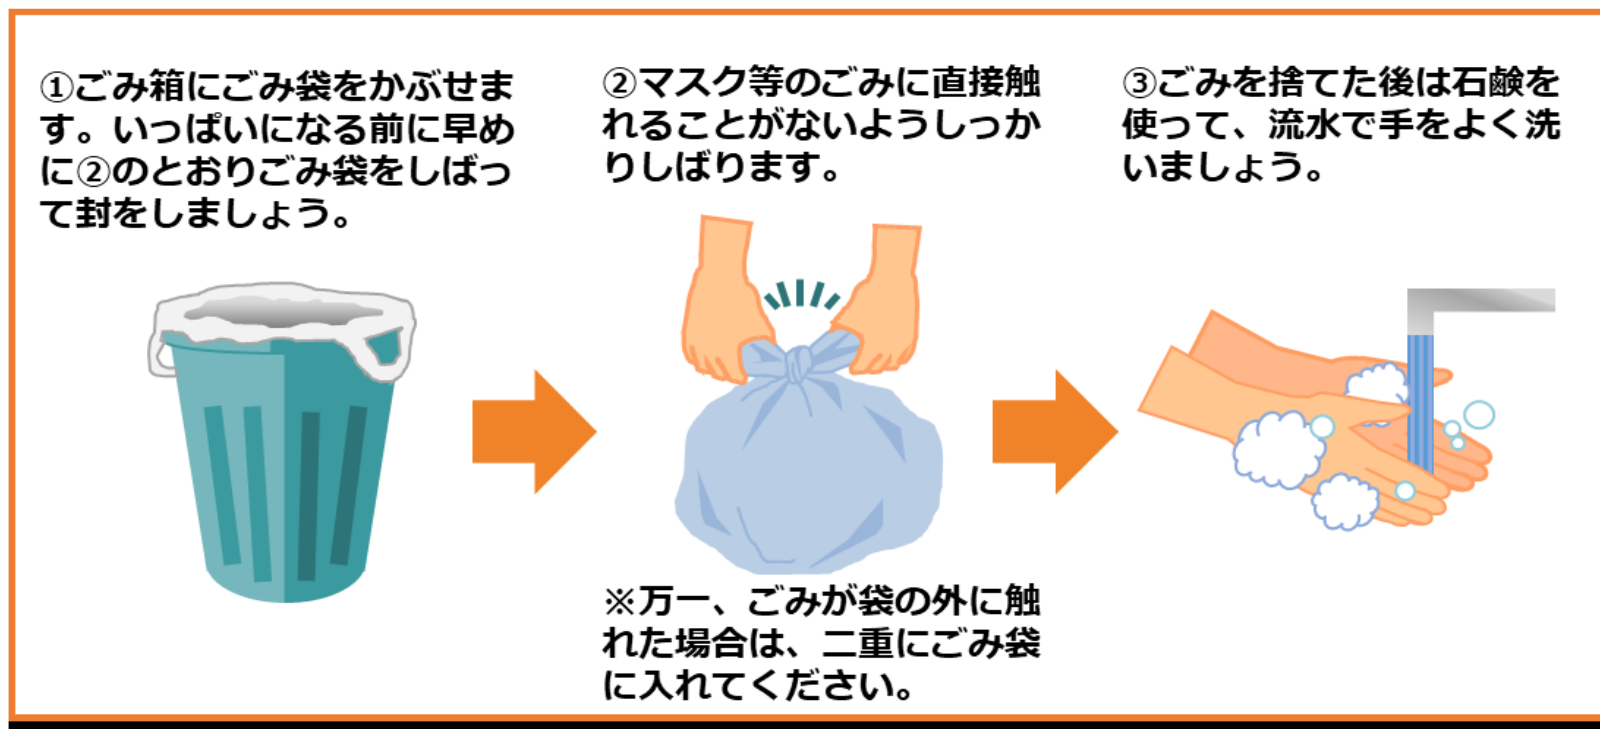 ①ごみ箱にごみ袋をかぶせま
す。いっぱいになる前に早め
に②のとおりごみ袋をしばっ
て封をしましょう。
②マスク等のごみに直接触
れることがないようしっか
りしばります。
※万一、ごみが袋の外に触
れた場合は、二重にごみ袋
に入れてください。
③ごみを捨てた後は石鹸を
使って、流水で手をよく洗
いましょう。